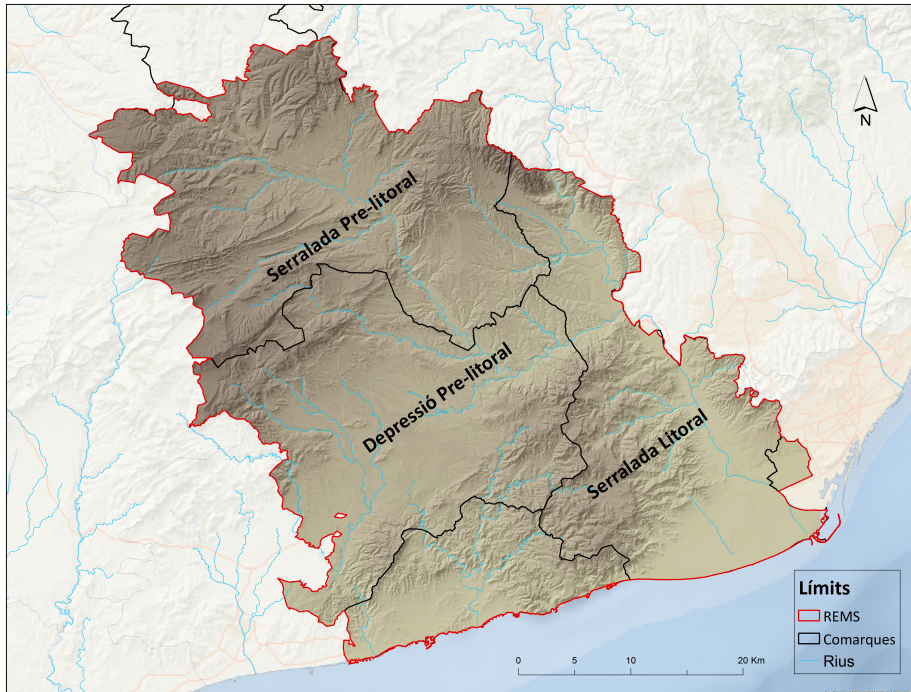 N
Serralada Pre-litoral
Depressió Pre-litoral
Serralada Litoral
Límits
REMS
Comarques
Rius
0 5 10 20 Km